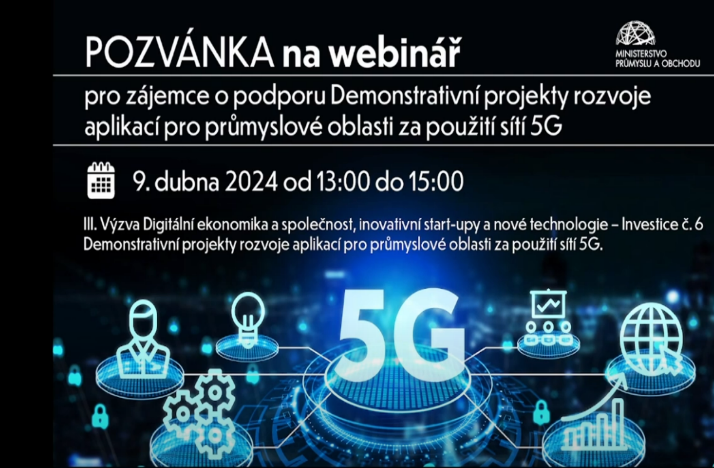 POZVÁNKA na webinář
MINISTERSTVO
PRŮMYSLU A OBCHODU
pro zájemce o podporu Demonstrativní projekty rozvoje
aplikací pro průmyslové oblasti za použití sítí 5G
9. dubna 2024 od 13:00 do 15:00
III. Výzva Digitální ekonomika a společnost, inovativní start-upy a nové technologie – Investice č. 6
Demonstrativní projekty rozvoje aplikací pro průmyslové oblasti za použití sítí 5G.
5G